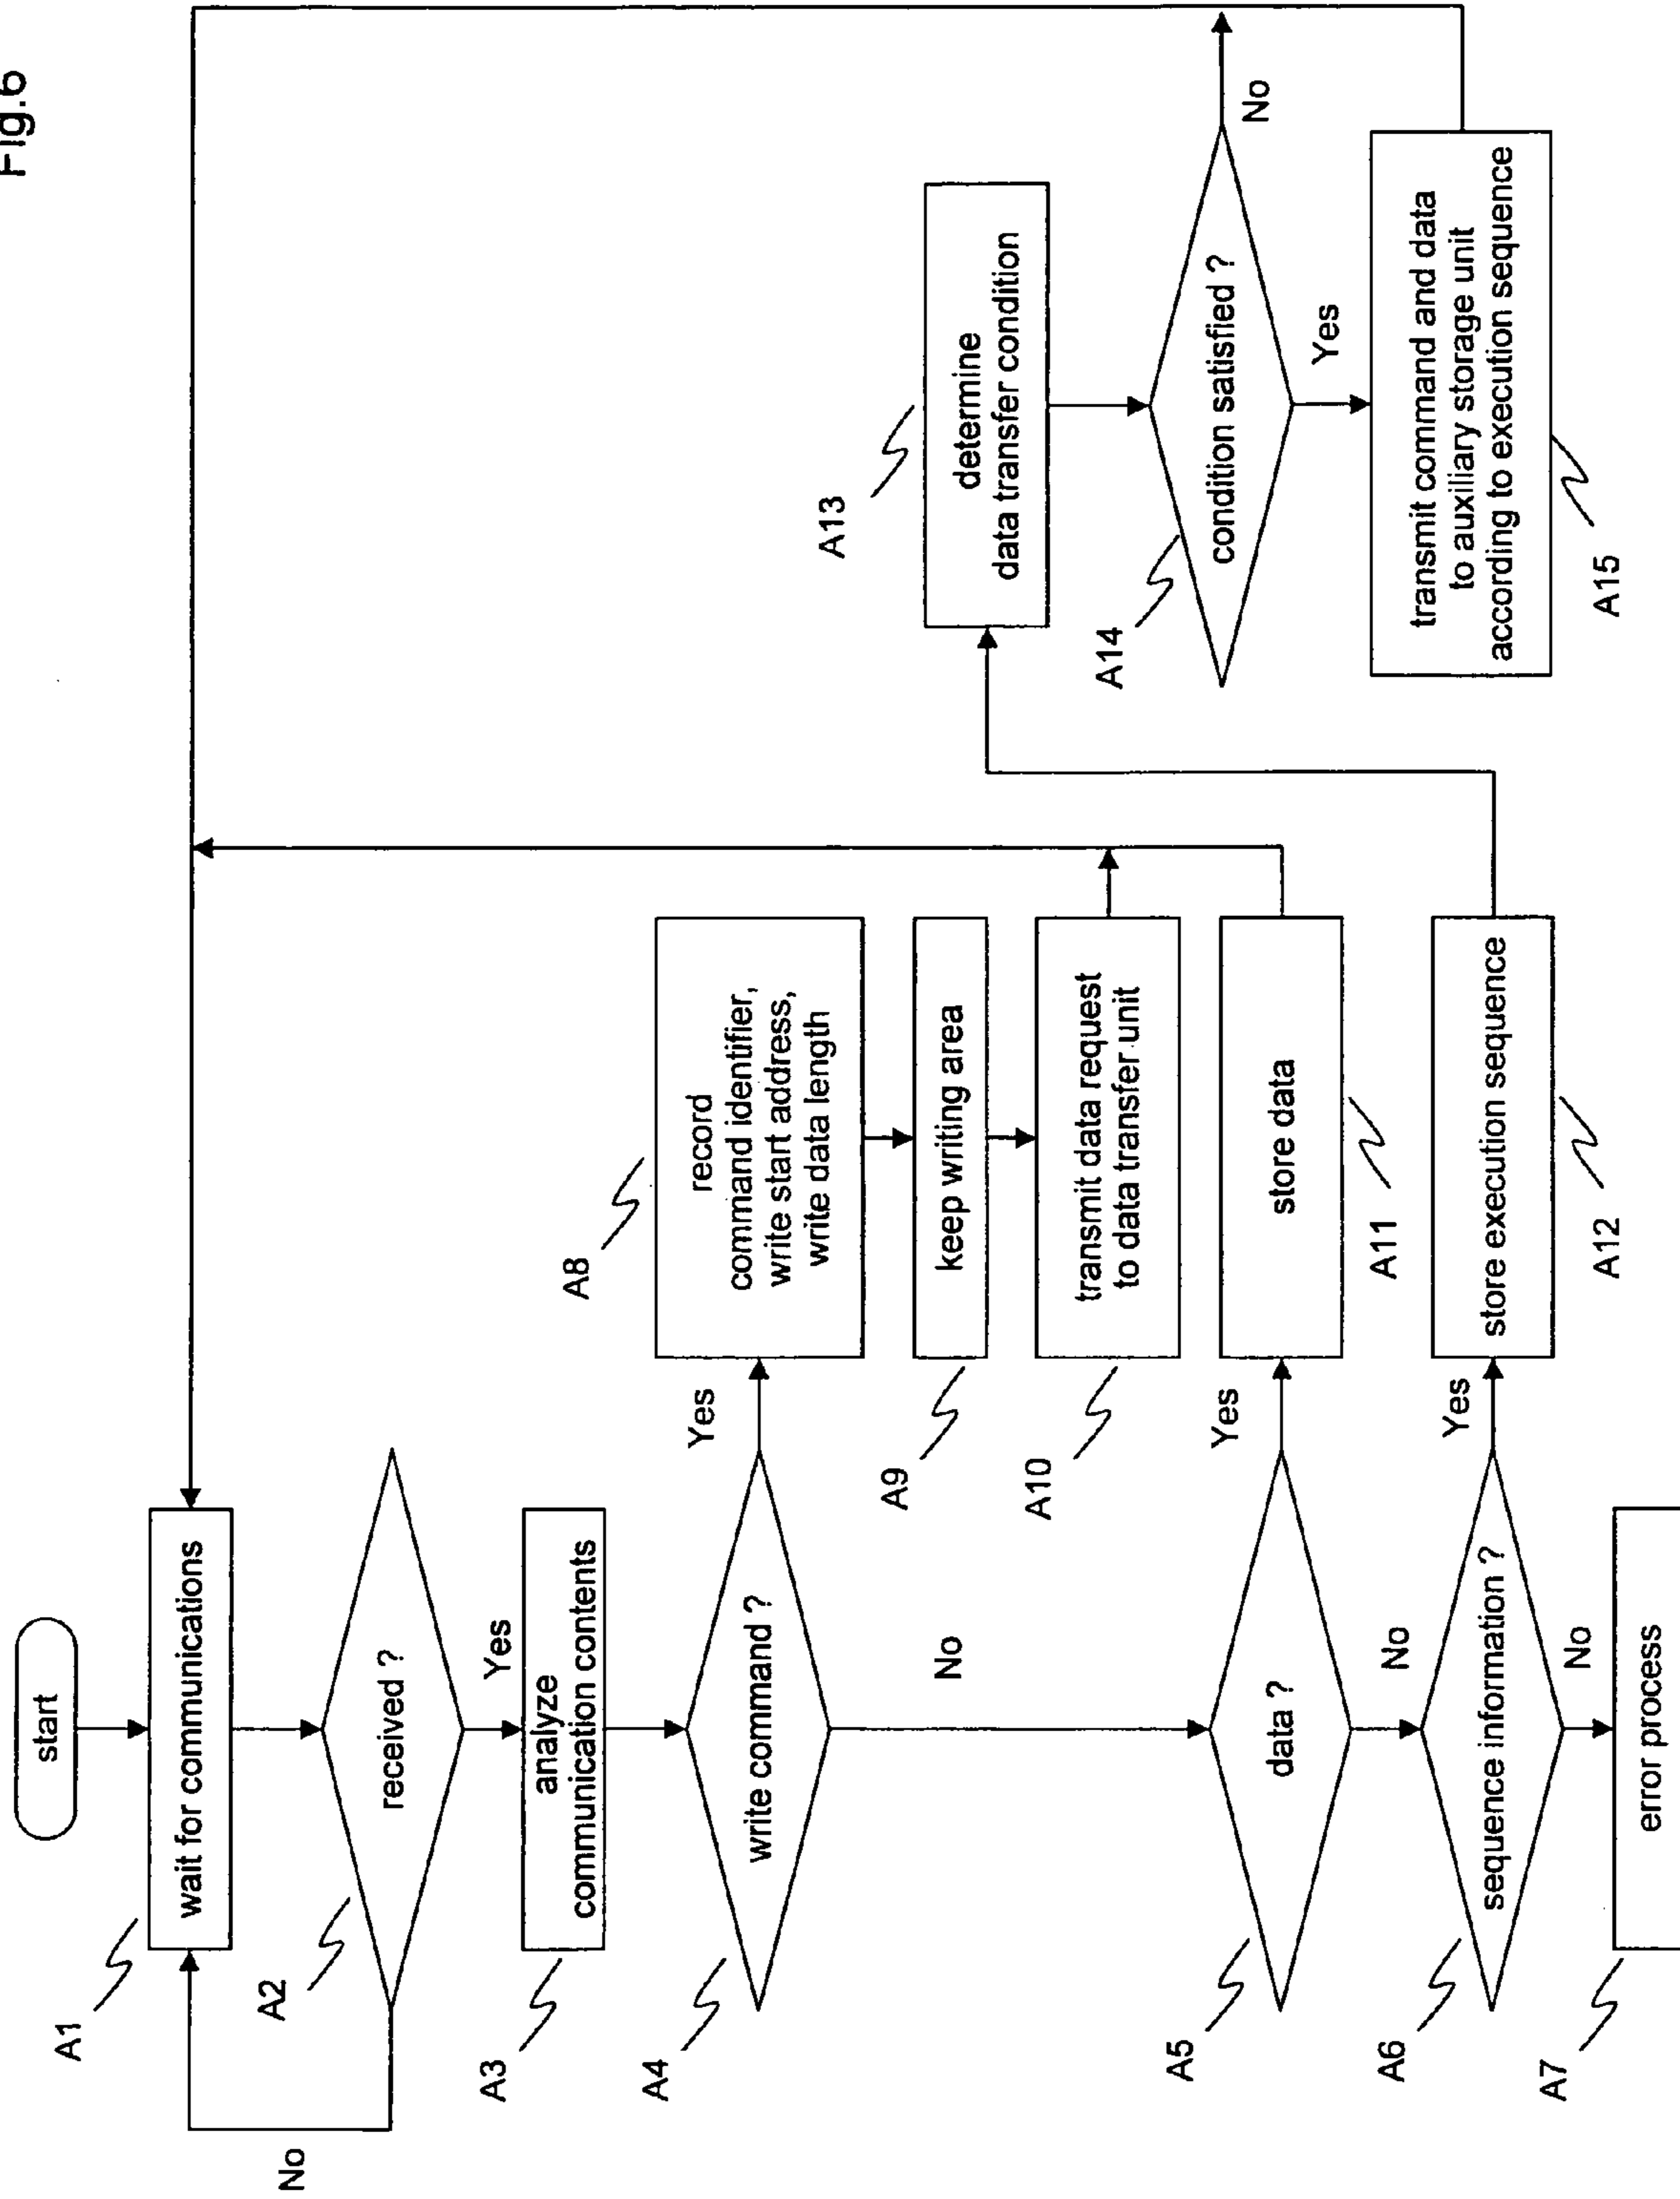 Fig.6
start
A1
wait for communications
A2
received ?
No
Yes
A3
analyze
communication contents
A4
write command ?
Yes
No
A8
record
command identifier,
write start address,
write data length
A9
keep writing area
A10
transmit data request
to data transfer unit
A5
data ?
Yes
No
store data
A11
A6
sequence information ?
Yes
No
store execution sequence
A12
A7
error process
A13
determine
data transfer condition
A14
condition satisfied ?
No
Yes
transmit command and data
to auxiliary storage unit
according to execution sequence
A15